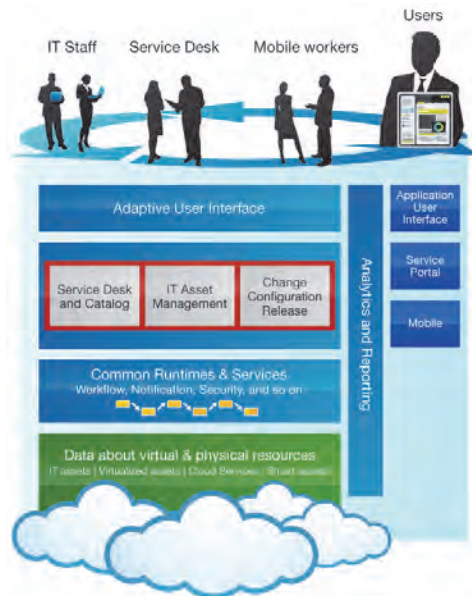 Users
IT Staff
Service Desk
Mobile workers
Adaptive User Interface
Service Desk
and Catalog
IT Asset
Management
Change
Configuration
Release
Common Runtimes & Services
Workflow, Notification, Security, and so on
Data about virtual & physical resources
IT assets | Virtualized assets | Cloud Services | Smart assets
Analytics and Reporting
Application
User
Interface
Service
Portal
Mobile